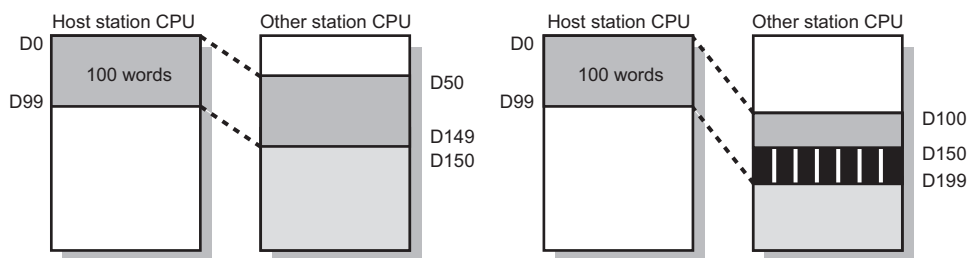 Host station CPU
Other station CPU
D0
100 words
D50
D99
D149
D150
Host station CPU
Other station CPU
D0
100 words
D99
D100
D150
D199